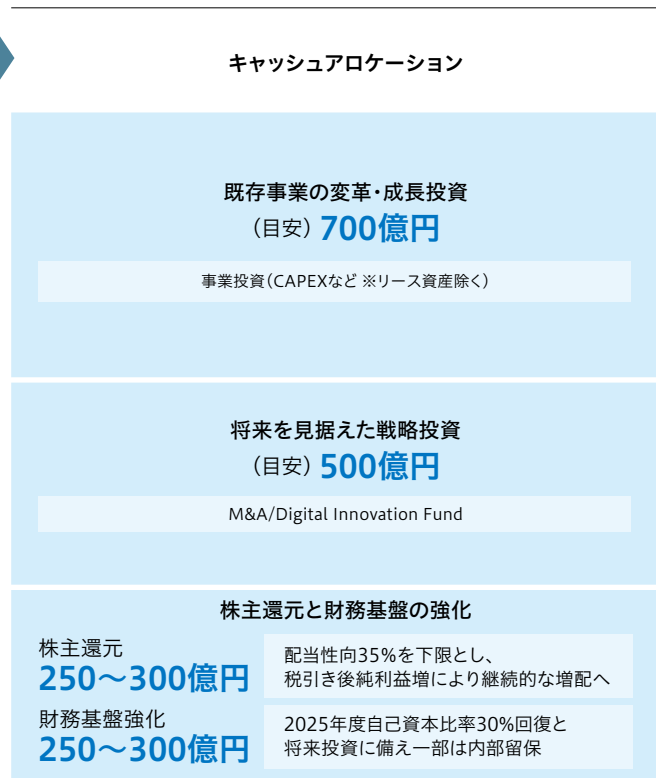 キャッシュアロケーション
既存事業の変革・成長投資
（目安）700億円
事業投資（CAPEXなど ※リース資産除く）
将来を見据えた戦略投資
（目安）500億円
M&A/Digital Innovation Fund
株主還元と財務基盤の強化
株主還元
250〜300億円
配当性向35%を下限とし、
税引き後純利益増により継続的な増配へ
財務基盤強化
250〜300億円
2025年度自己資本比率30%回復と
将来投資に備え一部は内部留保